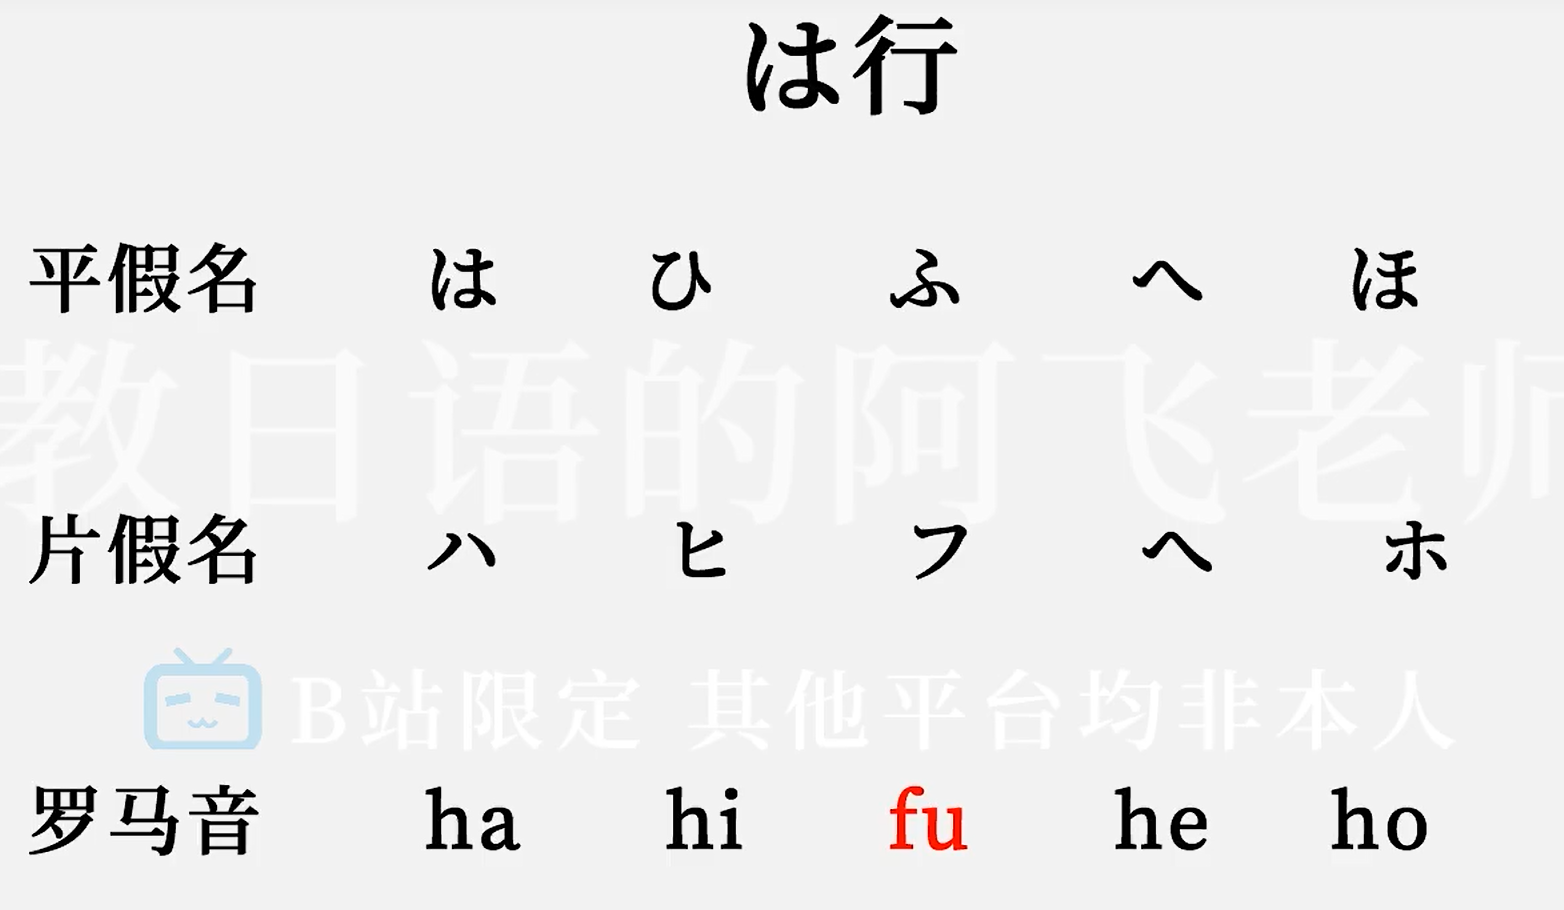 は行
平假名 は ひ ふ へ ほ
教日语的阿飞老师
片假名 ハ ヒ フ ヘ ホ
B站限定 其他平台均非本人
罗马音 ha hi fu he ho